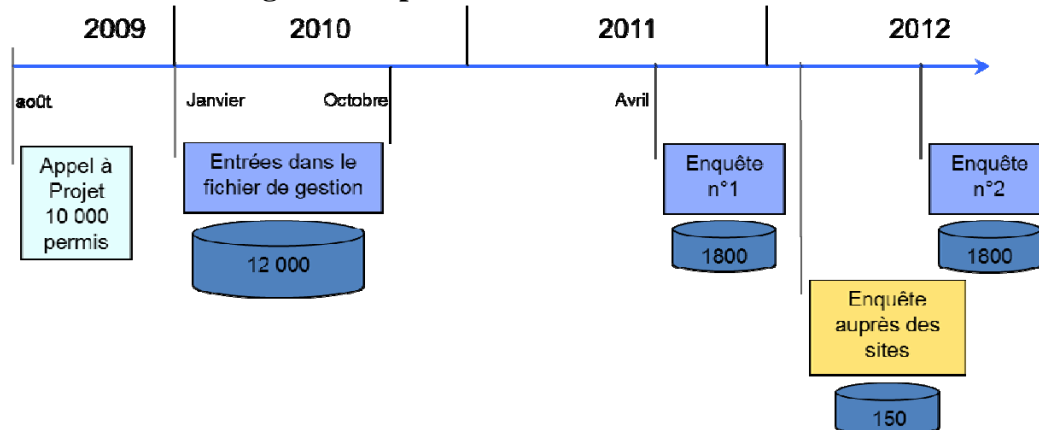 2009
2010
2011
2012
août
Janvier
Octobre
Avril
Appel à
Projet
10 000
permis
Entrées dans le
fichier de gestion
12 000
Enquête
n°1
1800
Enquête
n°2
1800
Enquête
auprès des
sites
150